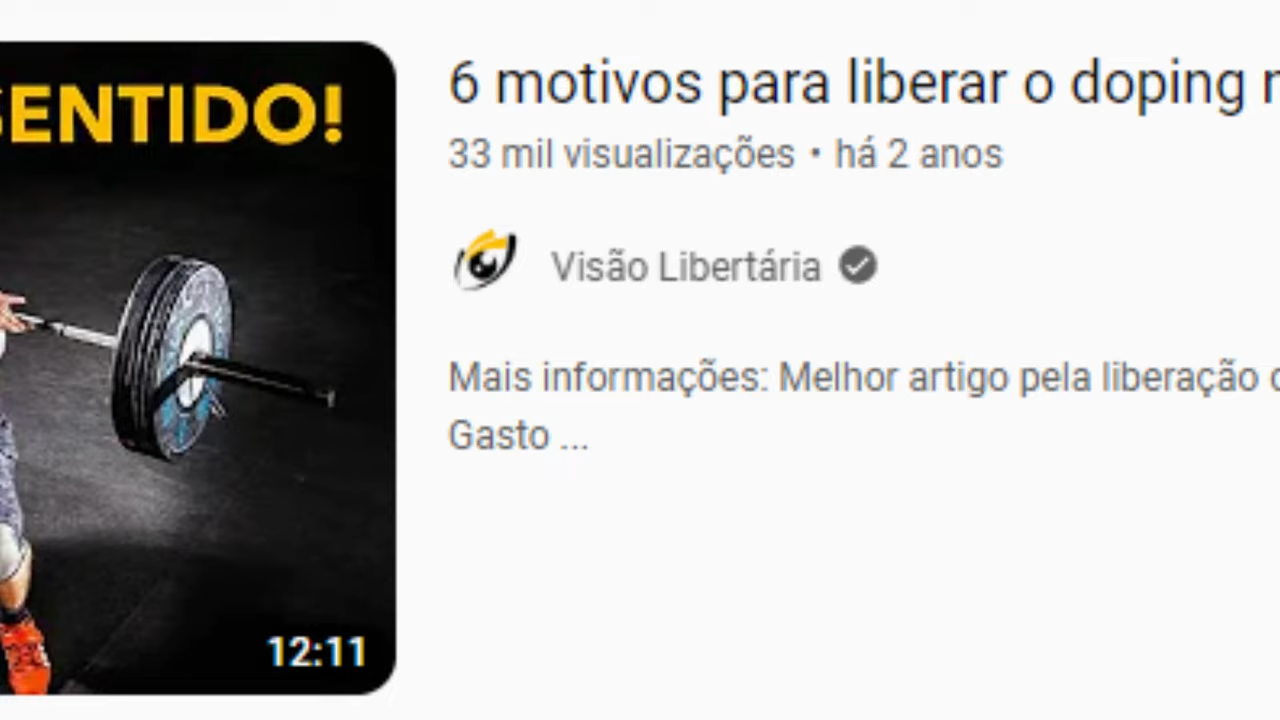 SENTIDO!
6 motivos para liberar o doping
33 mil visualizações • há 2 anos
Visão Libertária
Mais informações: Melhor artigo pela liberação
Gasto ...
12:11